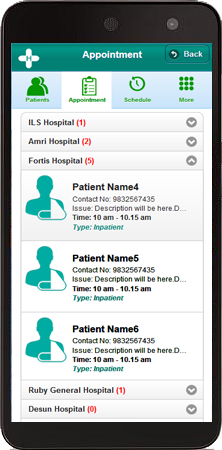 Appointment
Back
Patients
Appointment
Schedule
More
ILS Hospital (1)
Amri Hospital (2)
Fortis Hospital (5)
Patient Name4
Contact No: 9832567435
Issue: Description will be here.D...
Time: 10 am - 10.15 am
Type: Inpatient
Patient Name5
Contact No: 9832567435
Issue: Description will be here.D...
Time: 10 am - 10.15 am
Type: Inpatient
Patient Name6
Contact No: 9832567435
Issue: Description will be here.D...
Time: 10 am - 10.15 am
Type: Inpatient
Ruby General Hospital (1)
Desun Hospital (0)